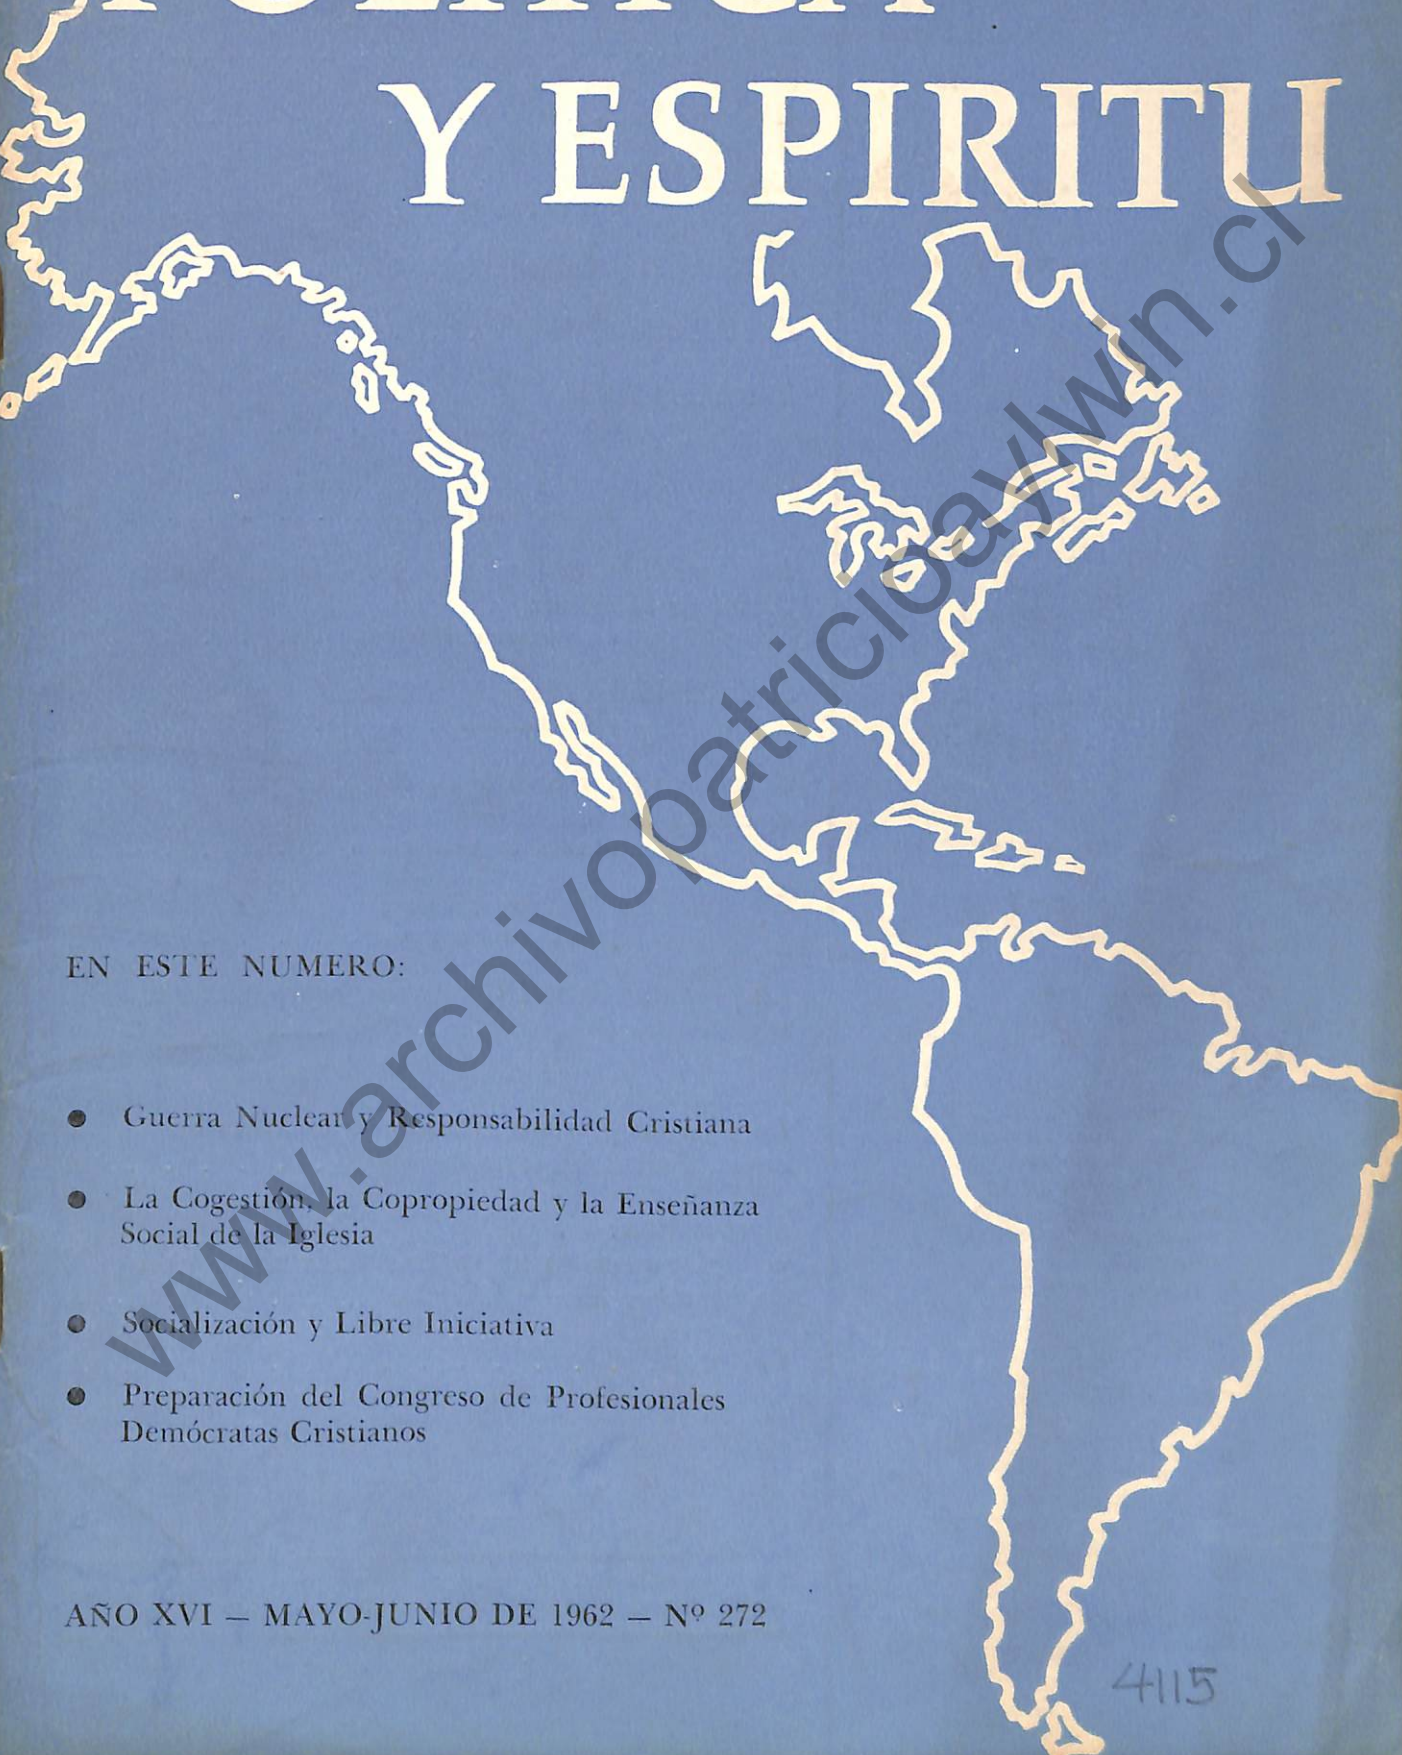 POLITICA
Y ESPIRITU
EN ESTE NUMERO:
● Guerra Nuclear y Responsabilidad Cristiana
● La Cogestión, la Copropiedad y la Enseñanza
Social de la Iglesia
● Socialización y Libre Iniciativa
● Preparación del Congreso de Profesionales
Demócratas Cristianos
AÑO XVI — MAYO-JUNIO DE 1962 — Nº 272
4115
www.archivopatricioaylwin.cl